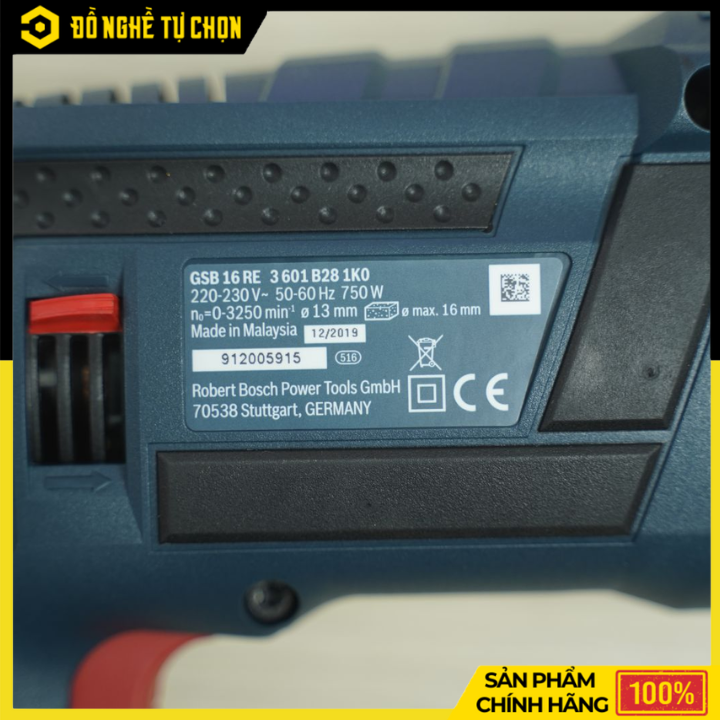 ĐỒ NGHỀ TỰ CHỌN
GSB 16 RE 3 601 B28 1K0
220-230 V~ 50-60 Hz 750 W
n₀=0-3250 min⁻¹ ø 13 mm ø max. 16 mm
Made in Malaysia 12/2019
912005915 516
Robert Bosch Power Tools GmbH
70538 Stuttgart, GERMANY
CE
SẢN PHẨM
CHÍNH HÃNG 100%